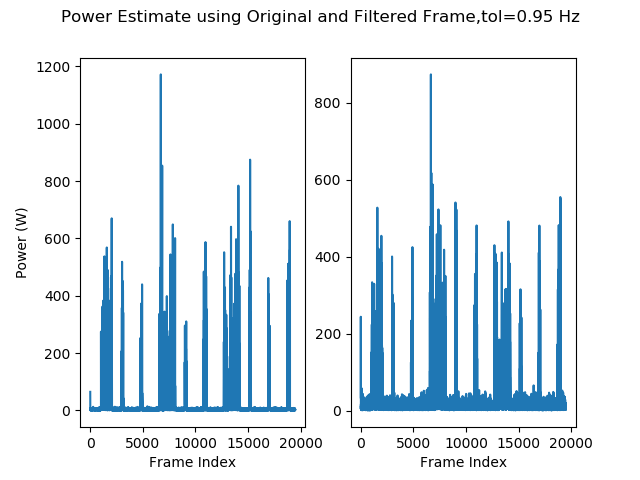 Power Estimate using Original and Filtered Frame,tol=0.95 Hz
Power (W)
1200
1000
800
600
400
200
0
0 5000 10000 15000 20000
Frame Index
800
600
400
200
0
0 5000 10000 15000 20000
Frame Index